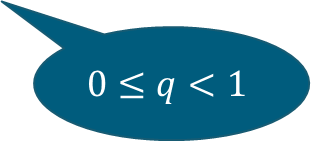 0 ≤ q < 1